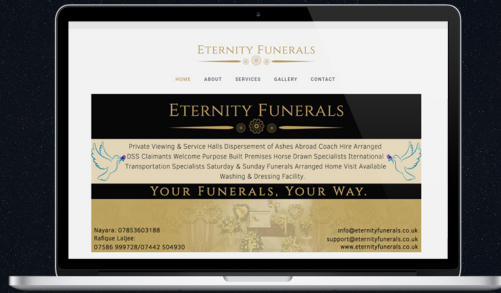 ETERNITY FUNERALS
HOME ABOUT SERVICES GALLERY CONTACT
ETERNITY FUNERALS
Private Viewing & Service Halls Dispersement of Ashes Abroad Coach Hire Arranged
DSS Claimants Welcome Purpose Built Premises Horse Drawn Specialists Iternational
Transportation Specialists Saturday & Sunday Funerals Arranged Home Visit Available
Washing & Dressing Facility.
YOUR FUNERALS, YOUR WAY.
Nayara: 07853603188
Rafique Laljee:
07586 999728/07442 504930
info@eternityfunerals.co.uk
support@eternityfunerals.co.uk
www.eternityfunerals.co.uk